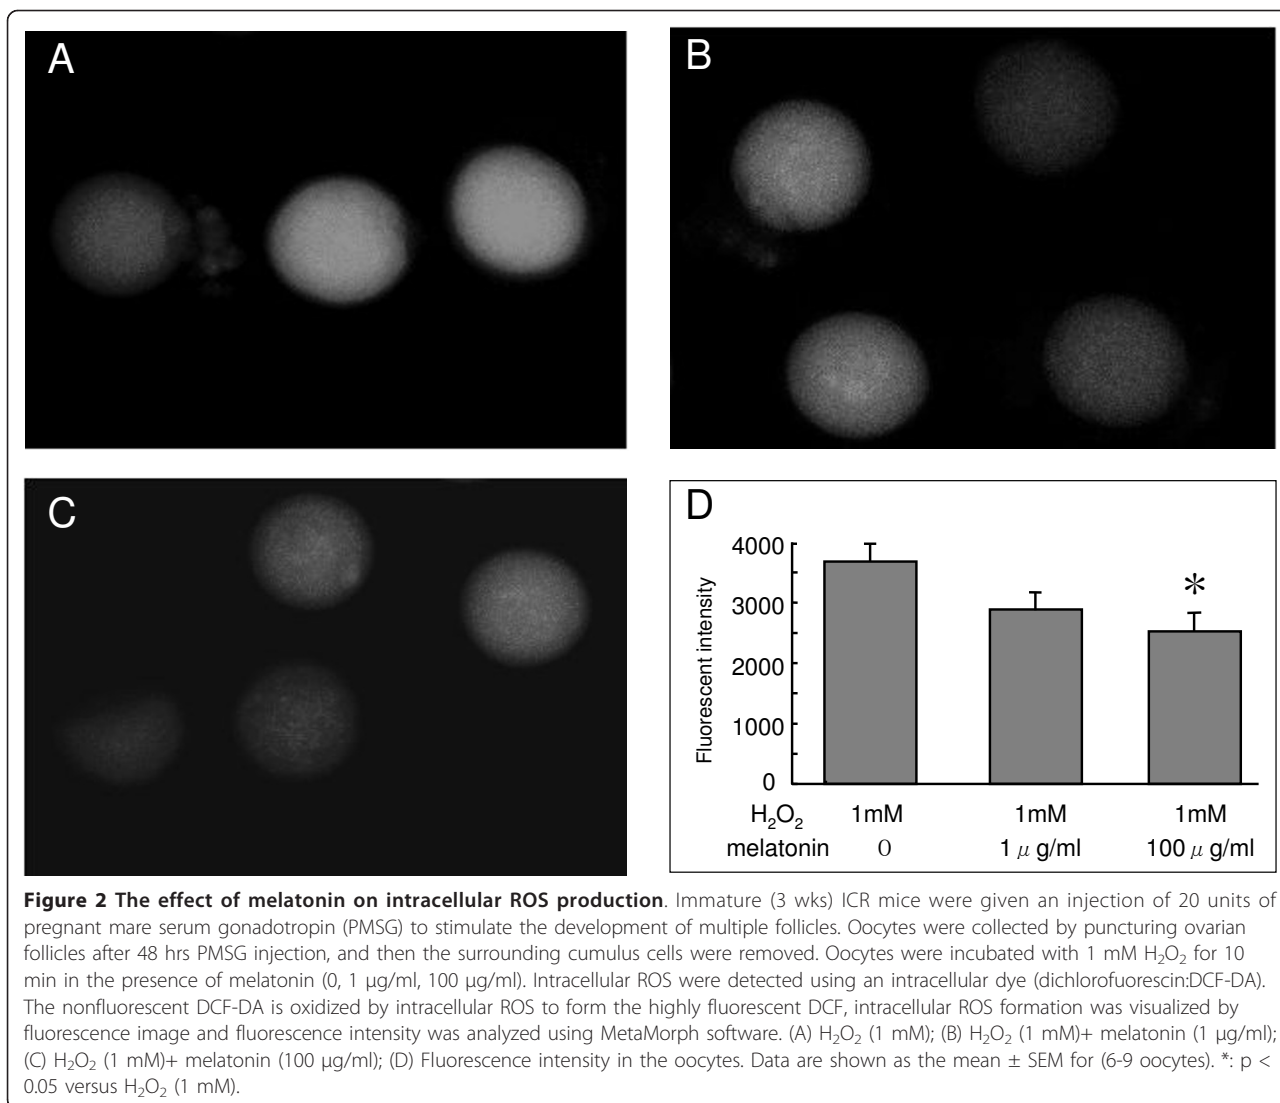 A
B
C
D
4000
3000
2000
1000
0
Fluorescent intensity
*
H₂O₂ 1mM 1mM 1mM
melatonin 0 1 μ g/ml 100 μ g/ml
Figure 2 The effect of melatonin on intracellular ROS production. Immature (3 wks) ICR mice were given an injection of 20 units of
pregnant mare serum gonadotropin (PMSG) to stimulate the development of multiple follicles. Oocytes were collected by puncturing ovarian
follicles after 48 hrs PMSG injection, and then the surrounding cumulus cells were removed. Oocytes were incubated with 1 mM H₂O₂ for 10
min in the presence of melatonin (0, 1 μg/ml, 100 μg/ml). Intracellular ROS were detected using an intracellular dye (dichlorofuorescin:DCF-DA).
The nonfluorescent DCF-DA is oxidized by intracellular ROS to form the highly fluorescent DCF, intracellular ROS formation was visualized by
fluorescence image and fluorescence intensity was analyzed using MetaMorph software. (A) H₂O₂ (1 mM); (B) H₂O₂ (1 mM)+ melatonin (1 μg/ml);
(C) H₂O₂ (1 mM)+ melatonin (100 μg/ml); (D) Fluorescence intensity in the oocytes. Data are shown as the mean ± SEM for (6-9 oocytes). *: p <
0.05 versus H₂O₂ (1 mM).